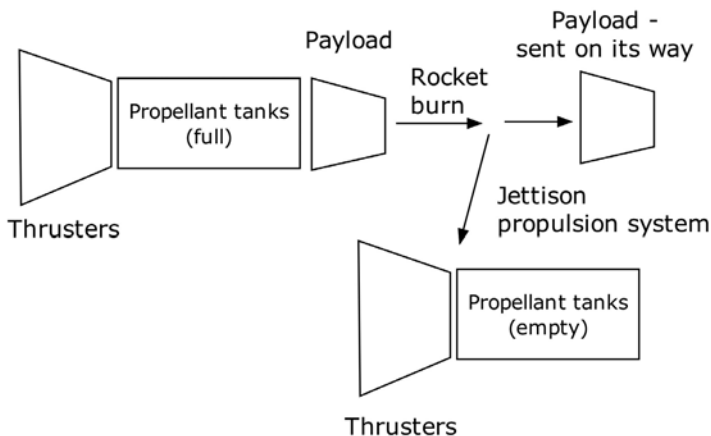 Payload
Propellant tanks
(full)
Thrusters
Rocket
burn
Payload -
sent on its way
Jettison
propulsion system
Propellant tanks
(empty)
Thrusters